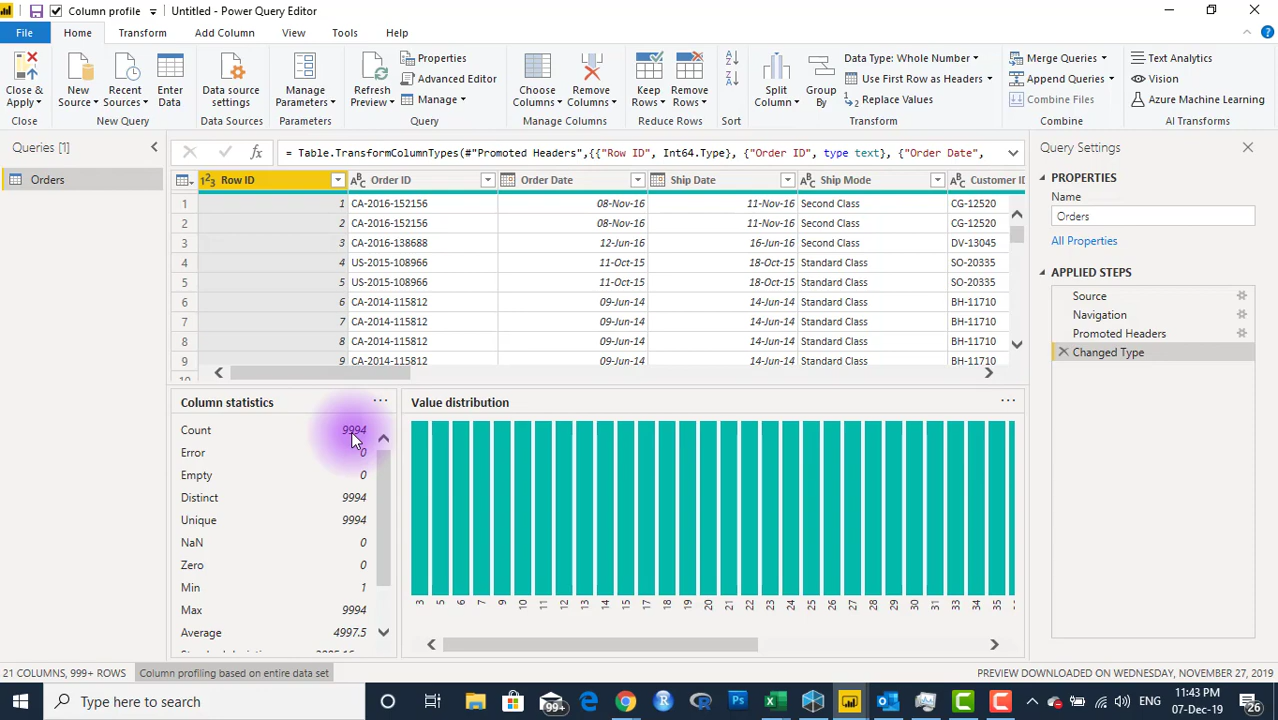 Column profile Untitled - Power Query Editor
File Home Transform Add Column View Tools Help
Close & Apply
New Source
Recent Sources
Enter Data
Data source settings
Manage Parameters
Refresh Preview
Properties
Advanced Editor
Manage
Choose Columns
Remove Columns
Keep Rows
Remove Rows
Split Column
Group By
Data Type: Whole Number
Use First Row as Headers
Replace Values
Merge Queries
Append Queries
Combine Files
Text Analytics
Vision
Azure Machine Learning
Close New Query Data Sources Parameters Query Manage Columns Reduce Rows Sort Transform Combine AI Transforms
Queries [1]
Orders
= Table.TransformColumnTypes(#"Promoted Headers",{{"Row ID", Int64.Type}, {"Order ID", type text}, {"Order Date",
Row ID Order ID Order Date Ship Date Ship Mode Customer ID
1 1 CA-2016-152156 08-Nov-16 11-Nov-16 Second Class CG-12520
2 2 CA-2016-152156 08-Nov-16 11-Nov-16 Second Class CG-12520
3 3 CA-2016-138688 12-Jun-16 16-Jun-16 Second Class DV-13045
4 4 US-2015-108966 11-Oct-15 18-Oct-15 Standard Class SO-20335
5 5 US-2015-108966 11-Oct-15 18-Oct-15 Standard Class SO-20335
6 6 CA-2014-115812 09-Jun-14 14-Jun-14 Standard Class BH-11710
7 7 CA-2014-115812 09-Jun-14 14-Jun-14 Standard Class BH-11710
8 8 CA-2014-115812 09-Jun-14 14-Jun-14 Standard Class BH-11710
9 9 CA-2014-115812 09-Jun-14 14-Jun-14 Standard Class BH-11710
10
Column statistics
Count 9994
Error 0
Empty 0
Distinct 9994
Unique 9994
NaN 0
Zero 0
Min 1
Max 9994
Average 4997.5
Value distribution
3 5 6 7 9 10 11 12 13 14 15 16 17 18 19 20 21 22 23 24 25 26 27 28 29 30 31 33 34 35
Query Settings
PROPERTIES
Name
Orders
All Properties
APPLIED STEPS
Source
Navigation
Promoted Headers
Changed Type
21 COLUMNS, 999+ ROWS Column profiling based on entire data set PREVIEW DOWNLOADED ON WEDNESDAY, NOVEMBER 27, 2019
Type here to search
99+
ENG
11:43 PM
07-Dec-19
26